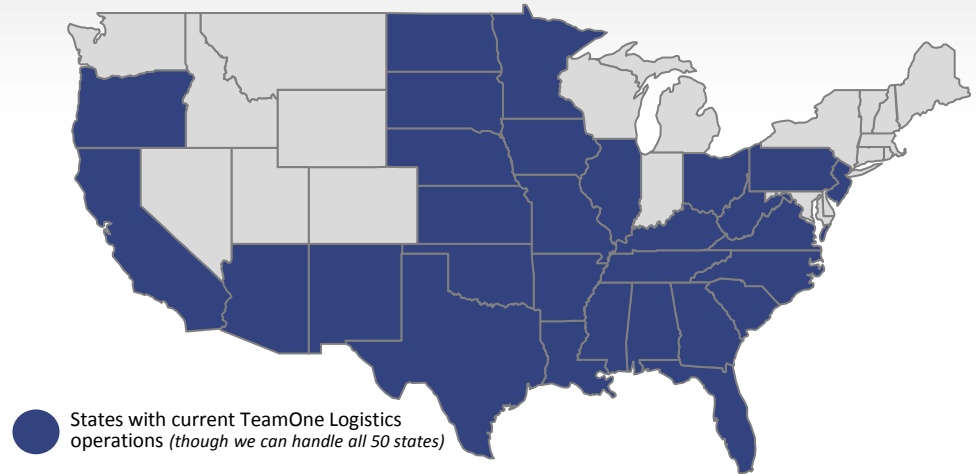 States with current TeamOne Logistics
operations (though we can handle all 50 states)